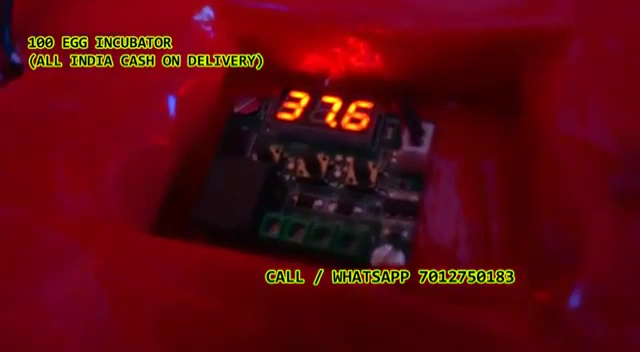 100 EGG INCUBATOR
(ALL INDIA CASH ON DELIVERY)
37.6
CALL / WHATSAPP 7012750183